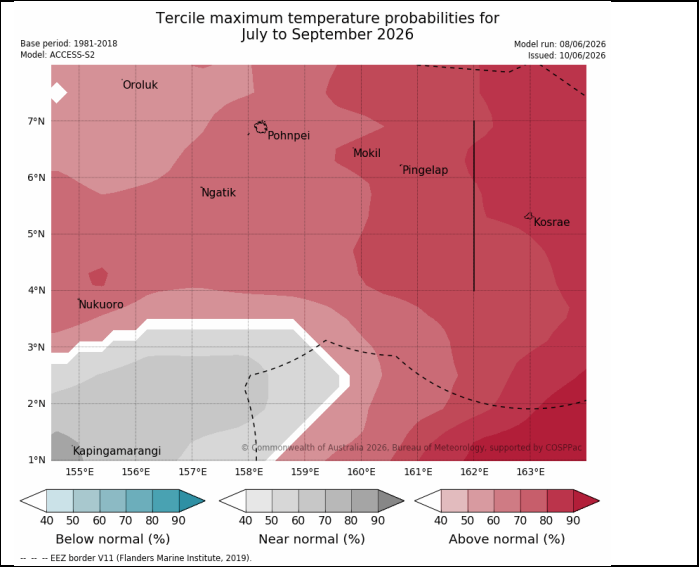 Tercile maximum temperature probabilities for
July to September 2026
Base period: 1981-2018
Model: ACCESS-S2
Model run: 08/06/2026
Issued: 10/06/2026
Oroluk
7°N
Pohnpei
Mokil
Pingelap
6°N
Ngatik
Kosrae
5°N
4°N
Nukuoro
3°N
2°N
© Commonwealth of Australia 2026, Bureau of Meteorology, supported by COSPPac
Kapingamarangi
1°N
155°E 156°E 157°E 158°E 159°E 160°E 161°E 162°E 163°E
40 50 60 70 80 90 40 50 60 70 80 90 40 50 60 70 80 90
Below normal (%) Near normal (%) Above normal (%)
-- -- -- EEZ border V11 (Flanders Marine Institute, 2019).